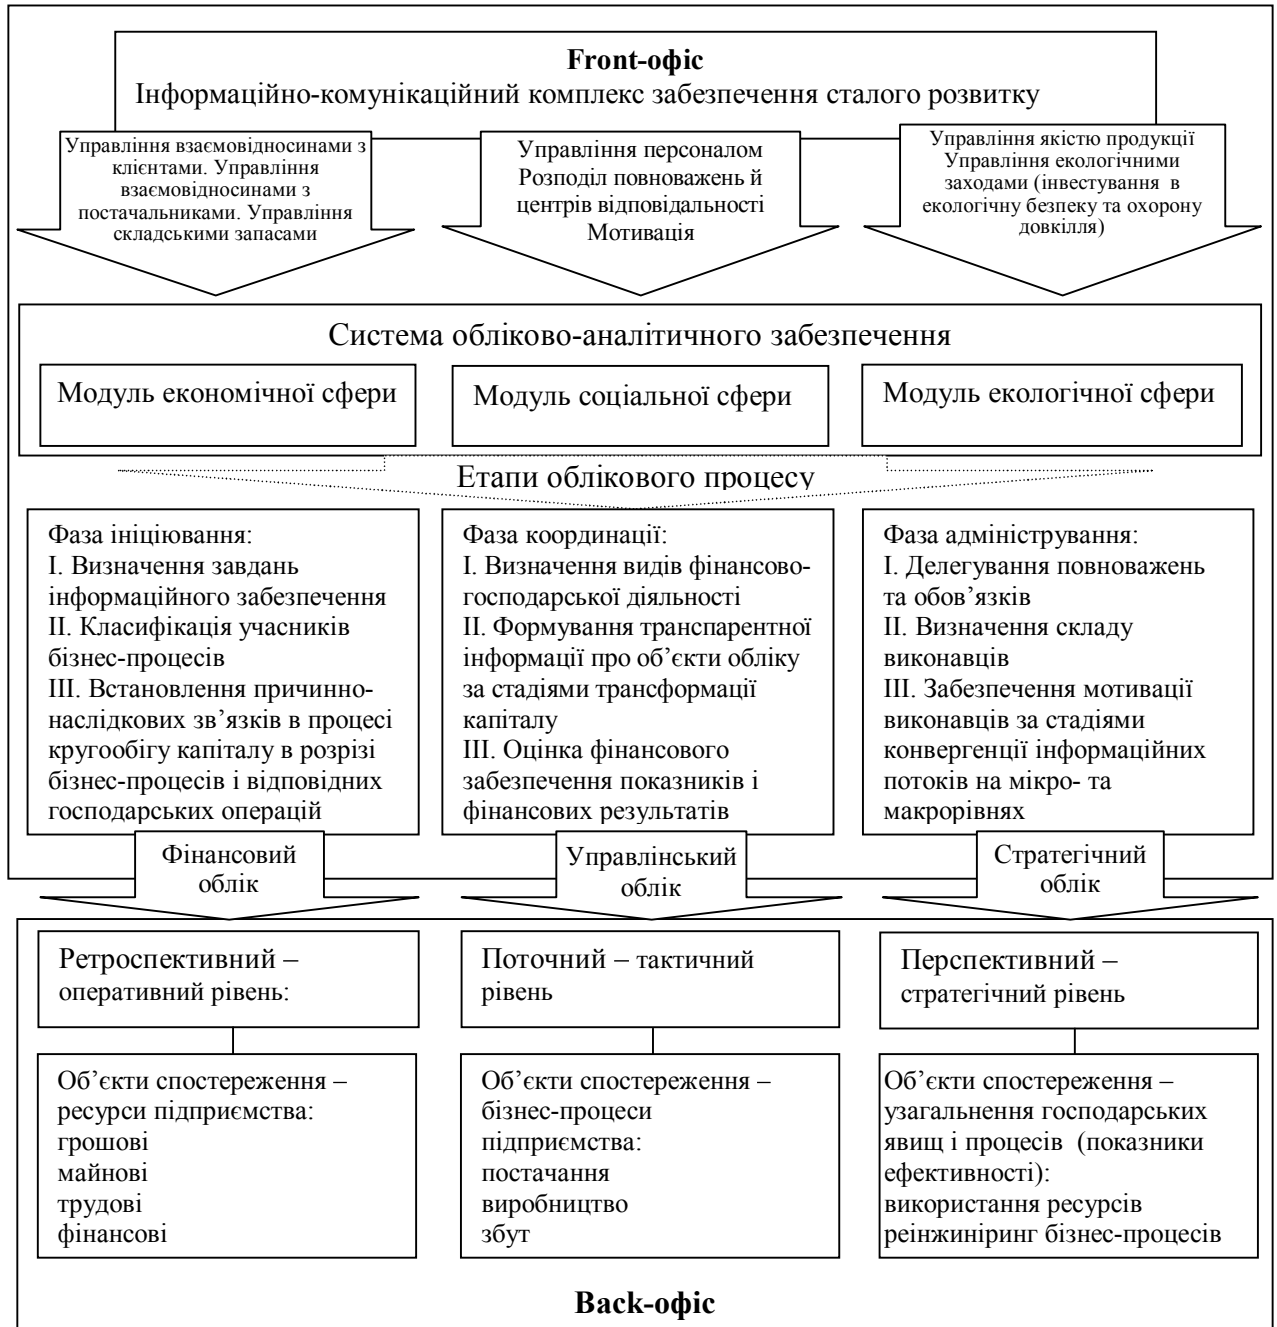 Front-офіс
Інформаційно-комунікаційний комплекс забезпечення сталого розвитку
Управління взаємовідносинами з
клієнтами. Управління
взаємовідносинами з
постачальниками. Управління
складськими запасами
Управління персоналом
Розподіл повноважень й
центрів відповідальності
Мотивація
Управління якістю продукції
Управління екологічними
заходами (інвестування в
екологічну безпеку та охорону
довкілля)
Система обліково-аналітичного забезпечення
Модуль економічної сфери
Модуль соціальної сфери
Модуль екологічної сфери
Етапи облікового процесу
Фаза ініціювання:
І. Визначення завдань
інформаційного забезпечення
ІІ. Класифікація учасників
бізнес-процесів
ІІІ. Встановлення причинно-
наслідкових зв’язків в процесі
кругообігу капіталу в розрізі
бізнес-процесів і відповідних
господарських операцій
Фаза координації:
І. Визначення видів фінансово-
господарської діяльності
ІІ. Формування транспарентної
інформації про об’єкти обліку
за стадіями трансформації
капіталу
ІІІ. Оцінка фінансового
забезпечення показників і
фінансових результатів
Фаза адміністрування:
І. Делегування повноважень
та обов’язків
ІІ. Визначення складу
виконавців
ІІІ. Забезпечення мотивації
виконавців за стадіями
конвергенції інформаційних
потоків на мікро- та
макрорівнях
Фінансовий
облік
Управлінський
облік
Стратегічний
облік
Ретроспективний –
оперативний рівень:
Поточний – тактичний
рівень
Перспективний –
стратегічний рівень
Об’єкти спостереження –
ресурси підприємства:
грошові
майнові
трудові
фінансові
Об’єкти спостереження –
бізнес-процеси
підприємства:
постачання
виробництво
збут
Об’єкти спостереження –
узагальнення господарських
явищ і процесів (показники
ефективності):
використання ресурсів
реінжиніринг бізнес-процесів
Back-офіс